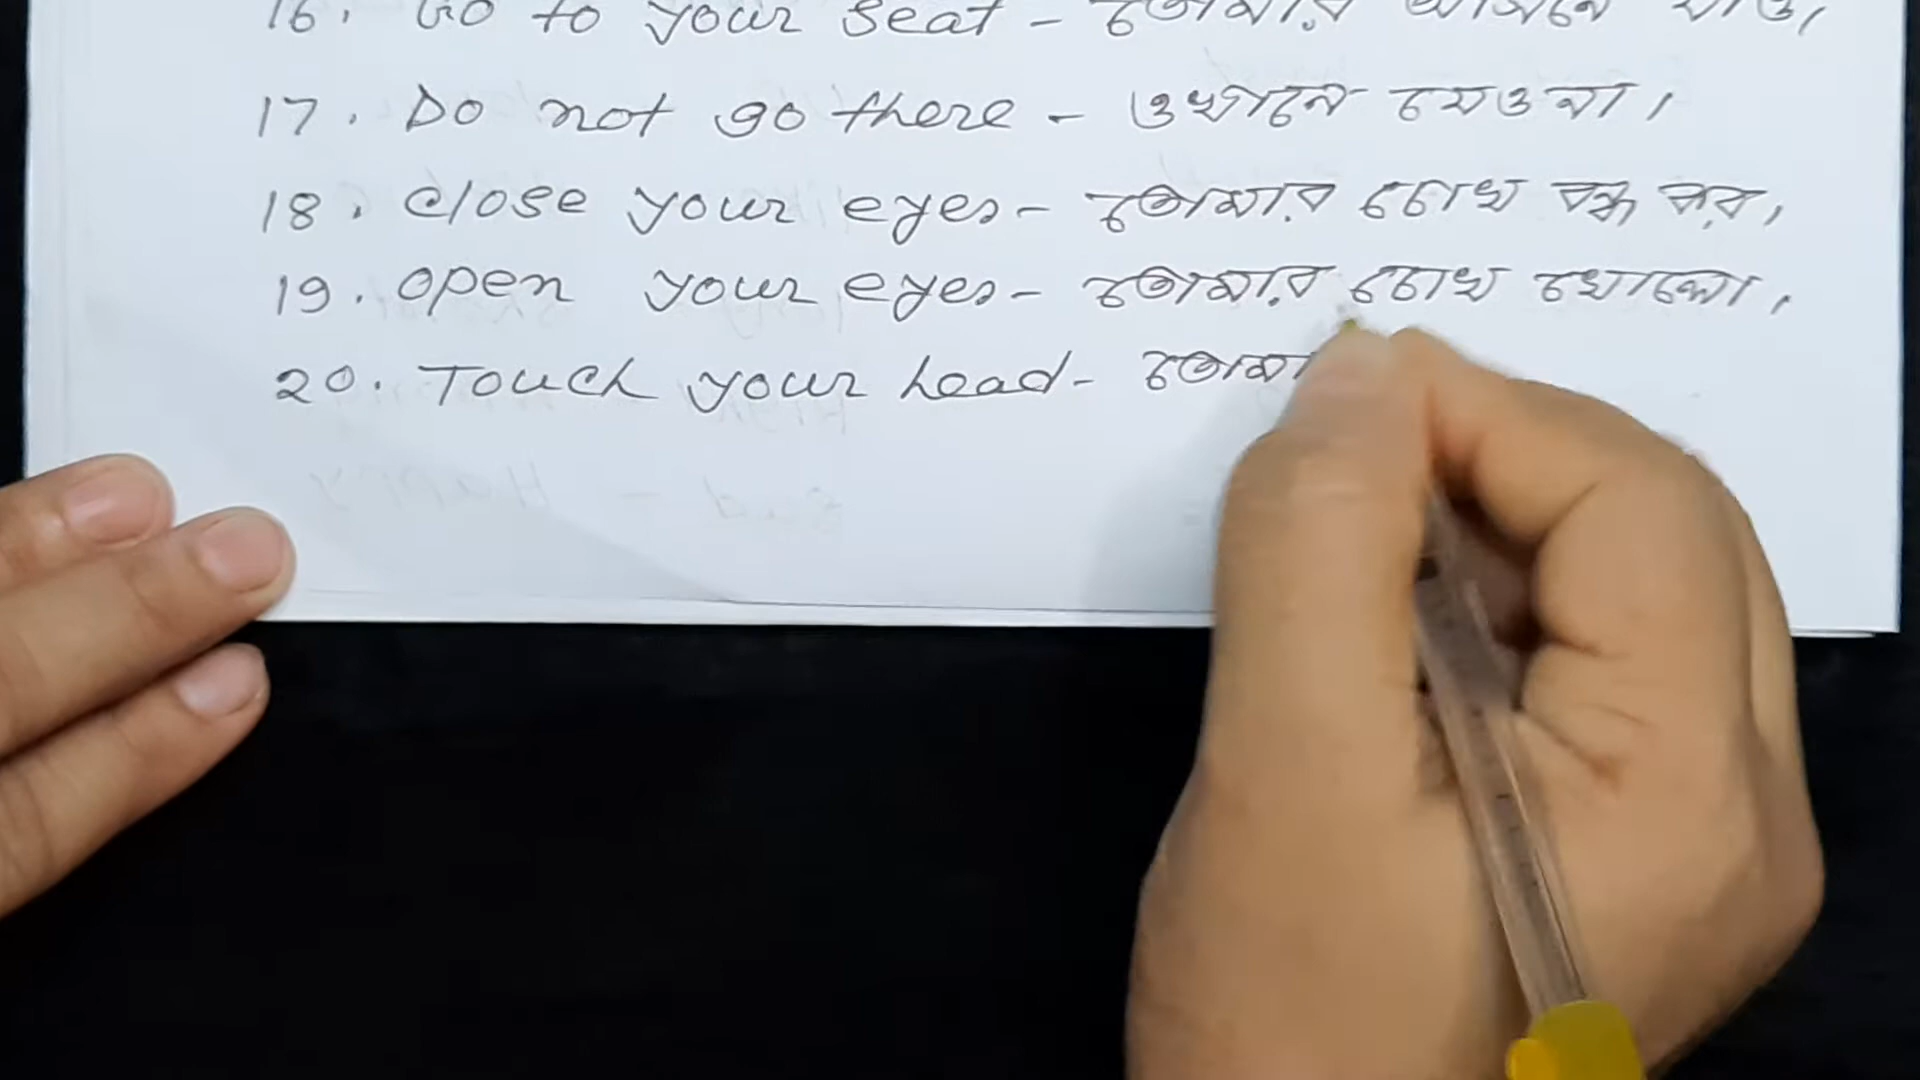 16. Go to your seat - তোমার আসনে যাও।
17. Do not go there - ওখানে যেও না।
18. close your eyes - তোমার চোখ বন্ধ কর।
19. open your eyes - তোমার চোখ খোলো।
20. Touch your head - তোমা